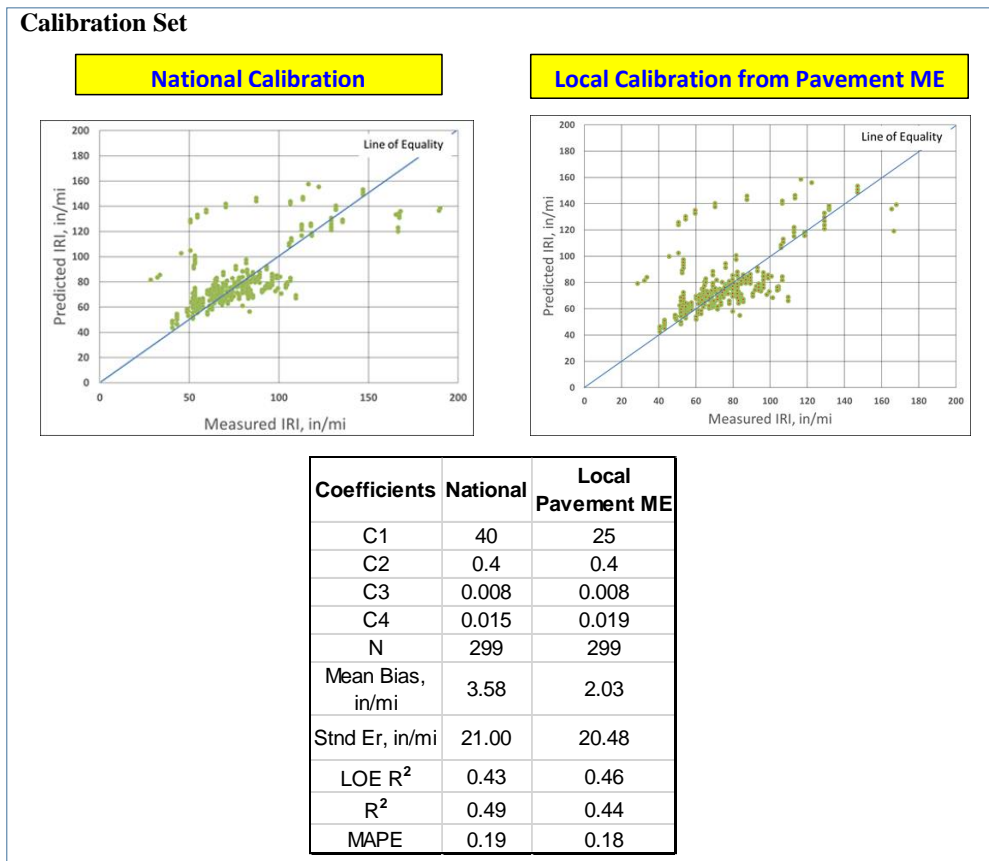 Calibration Set
National Calibration
Local Calibration from Pavement ME
200
180
160
140
120
100
80
60
40
20
0
Predicted IRI, in/mi
Line of Equality
0 50 100 150 200
Measured IRI, in/mi
200
180
160
140
120
100
80
60
40
20
0
Predicted IRI, in/mi
Line of Equality
0 20 40 60 80 100 120 140 160 180 200
Measured IRI, in/mi
Coefficients National Local
Pavement ME
C1 40 25
C2 0.4 0.4
C3 0.008 0.008
C4 0.015 0.019
N 299 299
Mean Bias,
in/mi 3.58 2.03
Stnd Er, in/mi 21.00 20.48
LOE R² 0.43 0.46
R² 0.49 0.44
MAPE 0.19 0.18